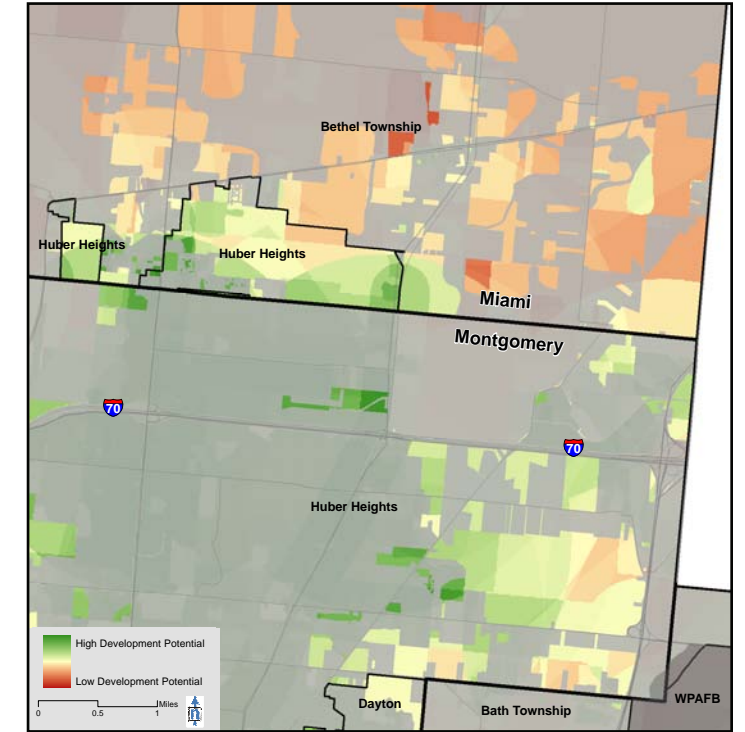 Bethel Township
Huber Heights
Huber Heights
Miami
Montgomery
70
70
Huber Heights
High Development Potential
Low Development Potential
Miles
0 0.5 1
n
Dayton
Bath Township
WPAFB